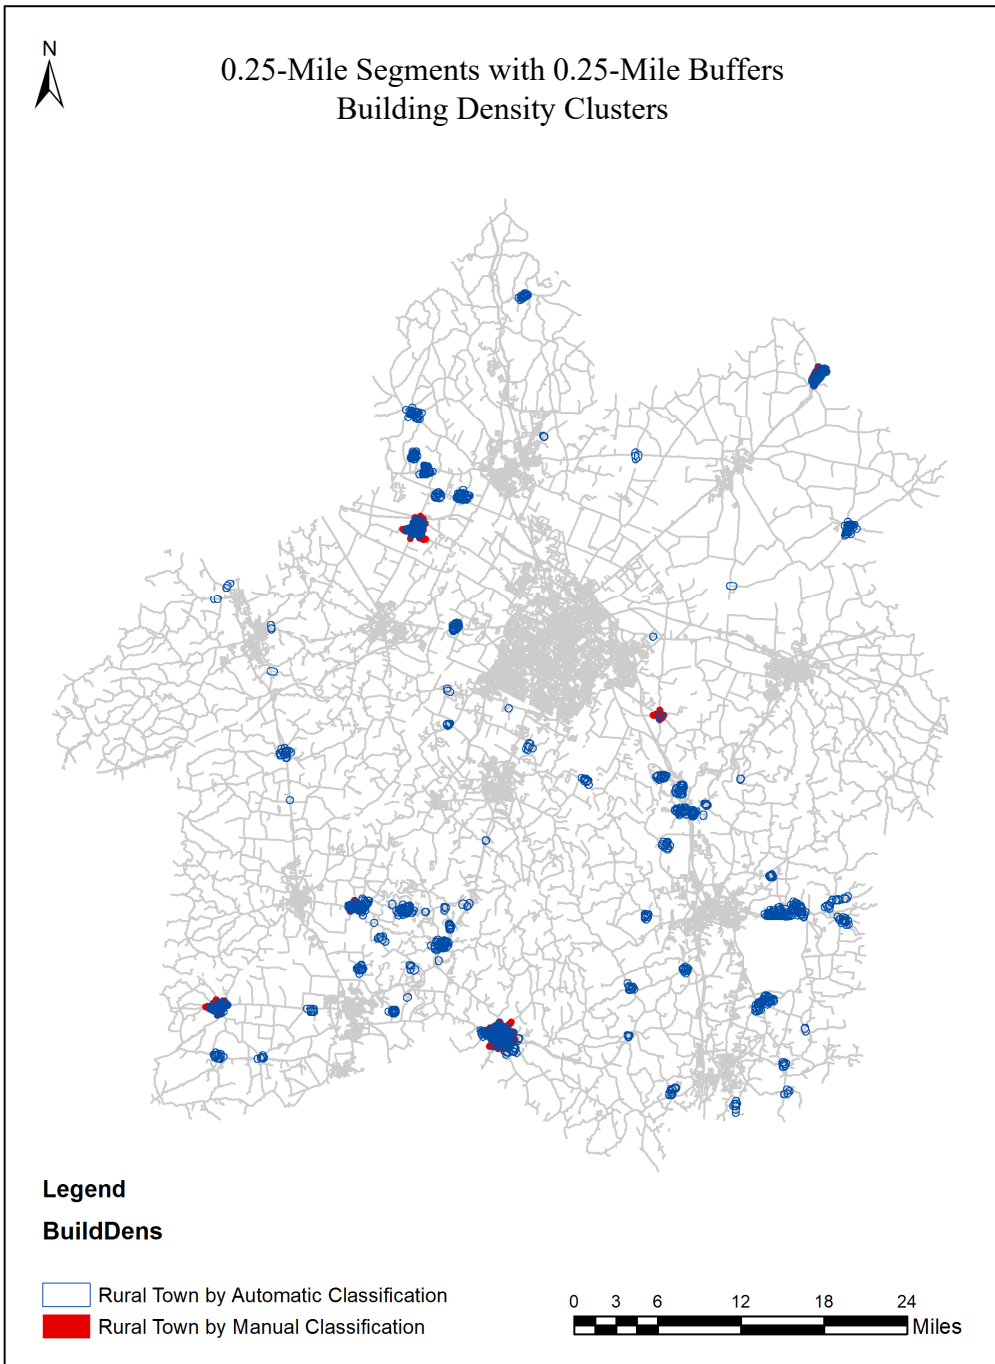 N
0.25-Mile Segments with 0.25-Mile Buffers
Building Density Clusters
Legend
BuildDens
Rural Town by Automatic Classification
Rural Town by Manual Classification
0 3 6 12 18 24
Miles